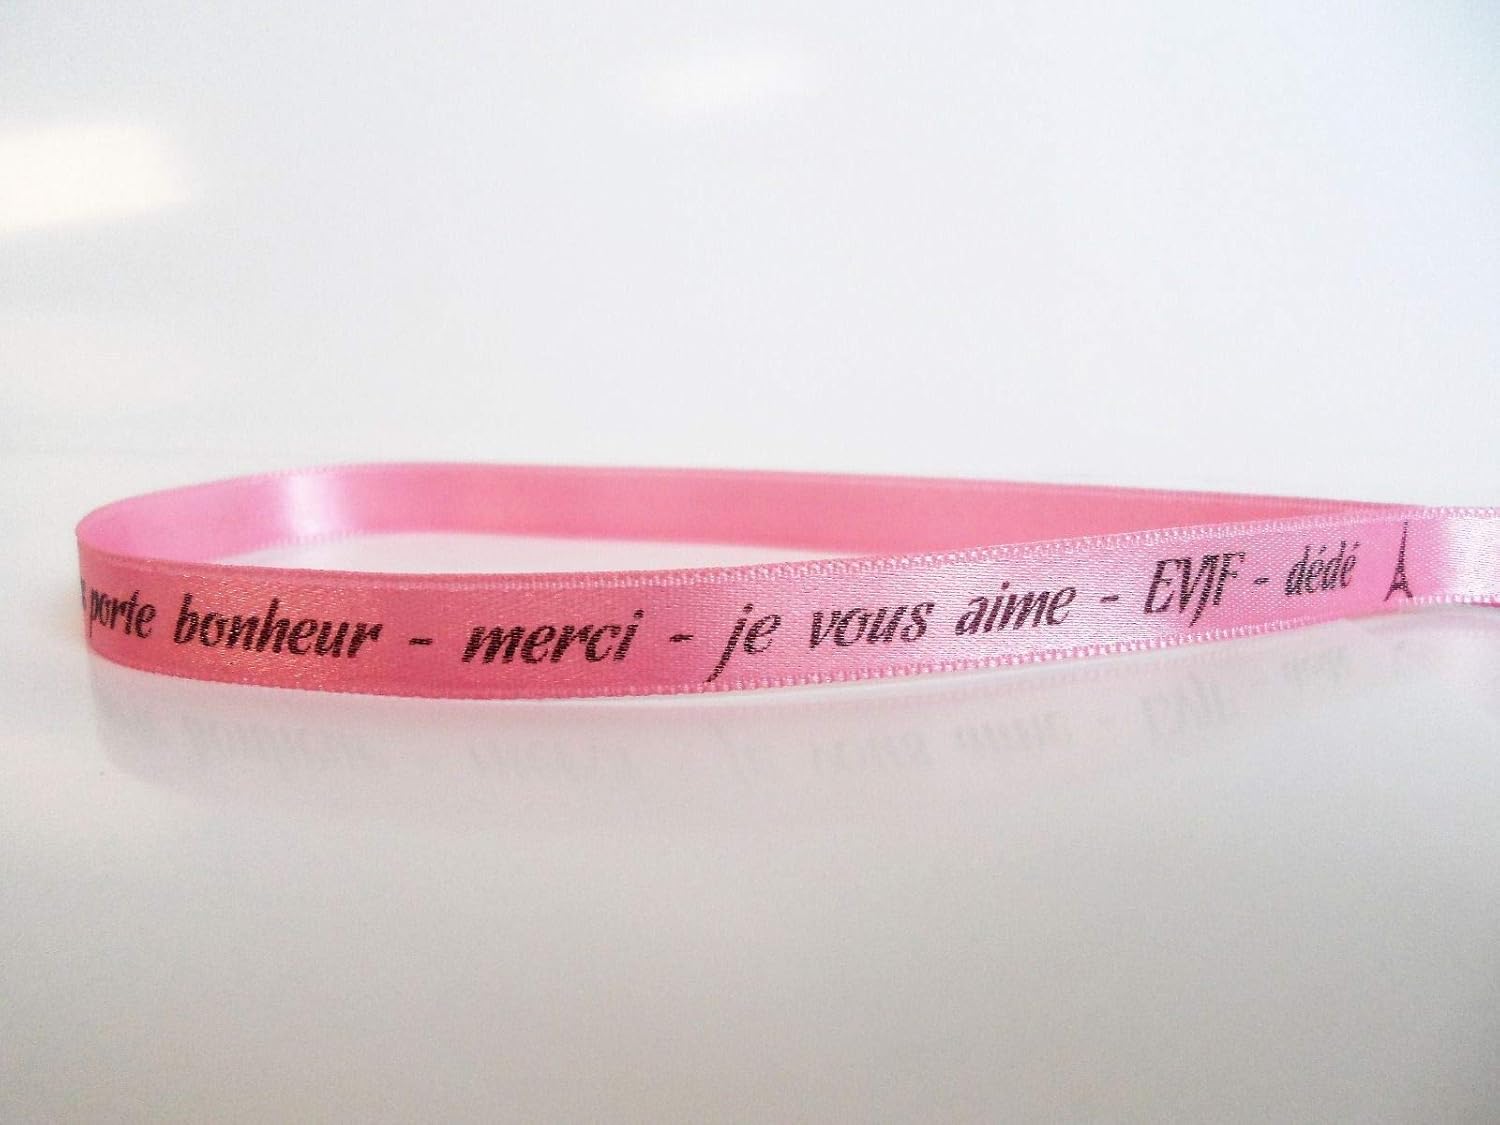 porte bonheur - merci - je vous aime - EVJF - dédé